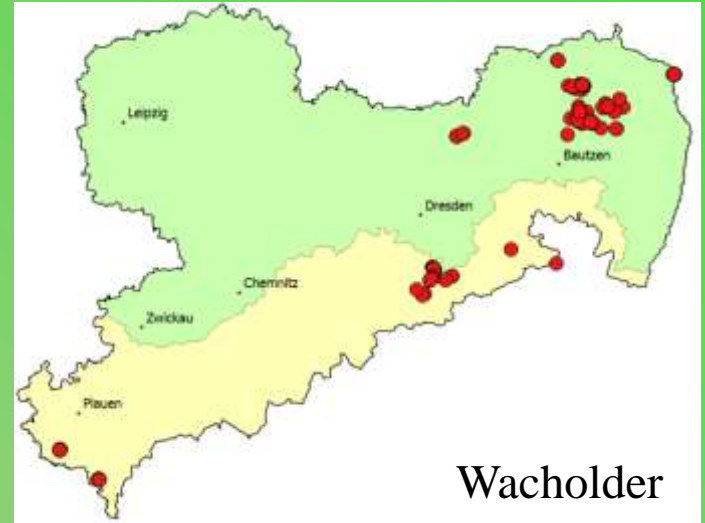 Leipzig
Bautzen
Dresden
Chemnitz
Zwickau
Plauen
Wacholder